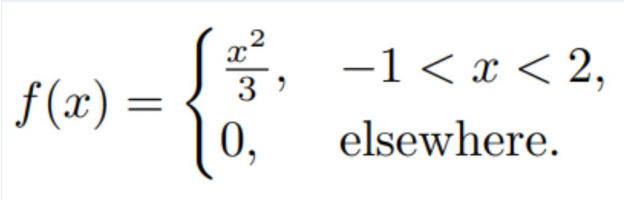 f(x) = { x²/3, −1 < x < 2,
0, elsewhere.